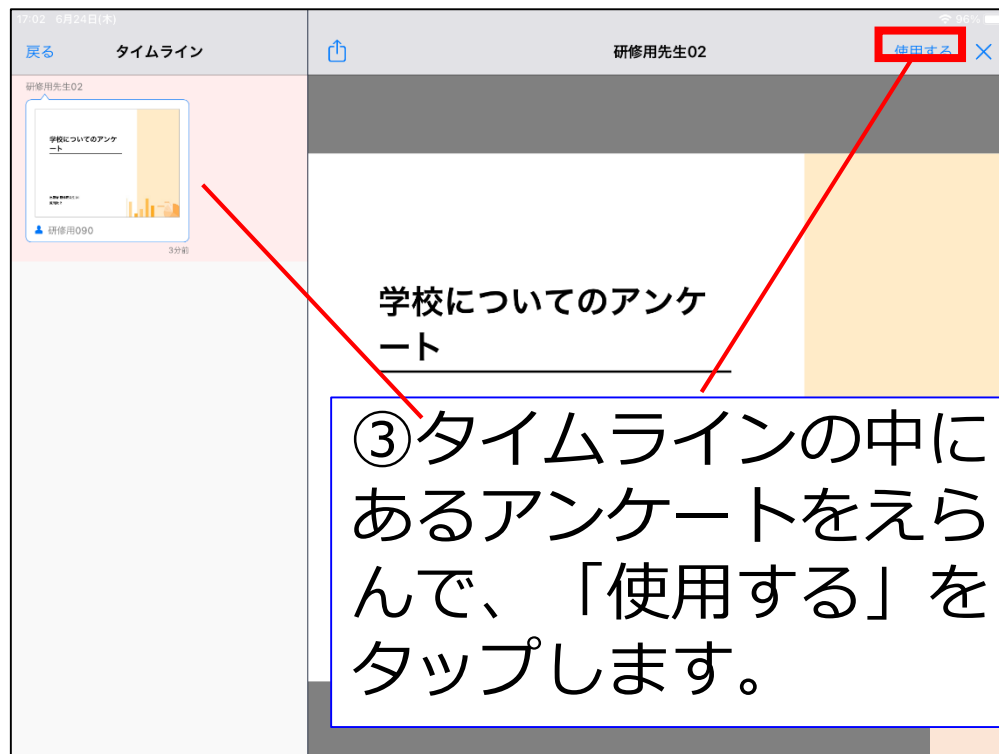 17:02 6月24日(木)
96%
戻る
タイムライン
研修用先生02
使用する
研修用先生02
学校についてのアンケ
ート
研修用090
3分前
学校についてのアンケ
ート
③タイムラインの中に
あるアンケートをえら
んで、「使用する」を
タップします。